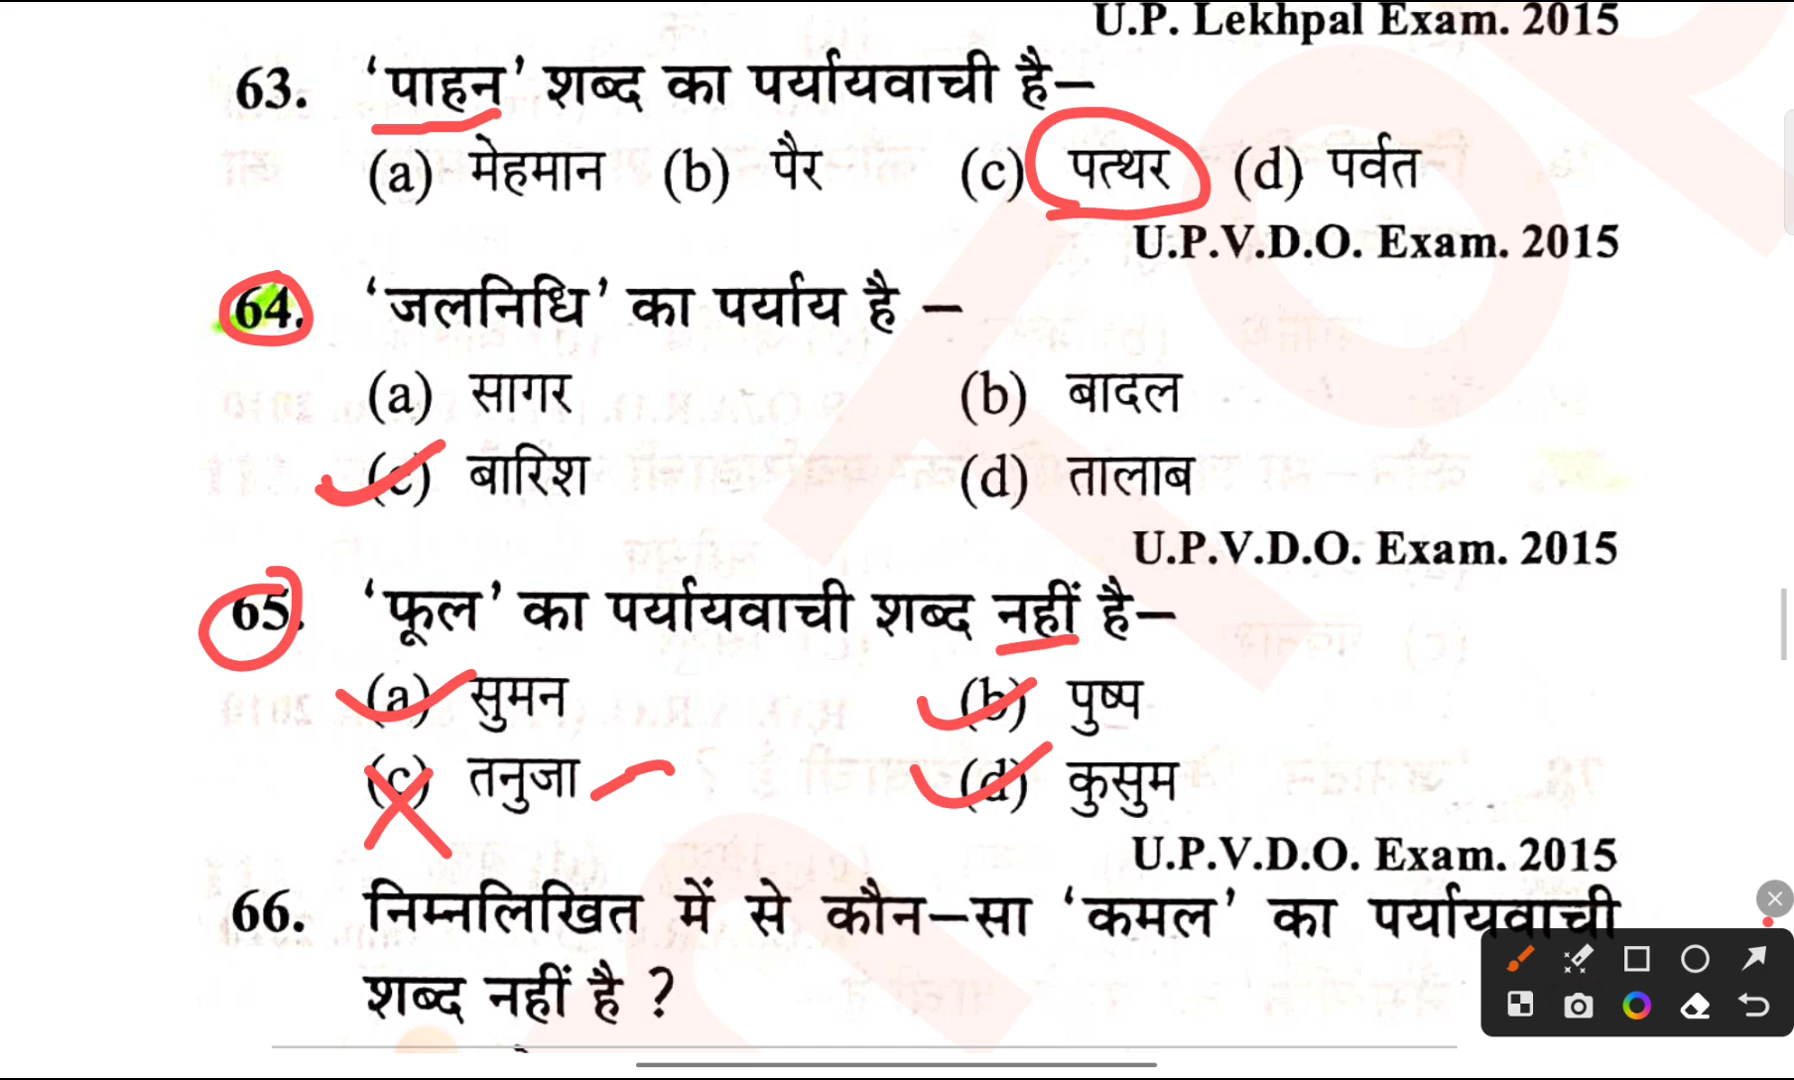 U.P. Lekhpal Exam. 2015
63. 'पाहन' शब्द का पर्यायवाची है–
(a) मेहमान (b) पैर (c) पत्थर (d) पर्वत
U.P.V.D.O. Exam. 2015
64. 'जलनिधि' का पर्याय है –
(a) सागर (b) बादल
(c) बारिश (d) तालाब
U.P.V.D.O. Exam. 2015
65. 'फूल' का पर्यायवाची शब्द नहीं है–
(a) सुमन (b) पुष्प
(c) तनुजा (d) कुसुम
U.P.V.D.O. Exam. 2015
66. निम्नलिखित में से कौन–सा 'कमल' का पर्यायवाची
शब्द नहीं है ?